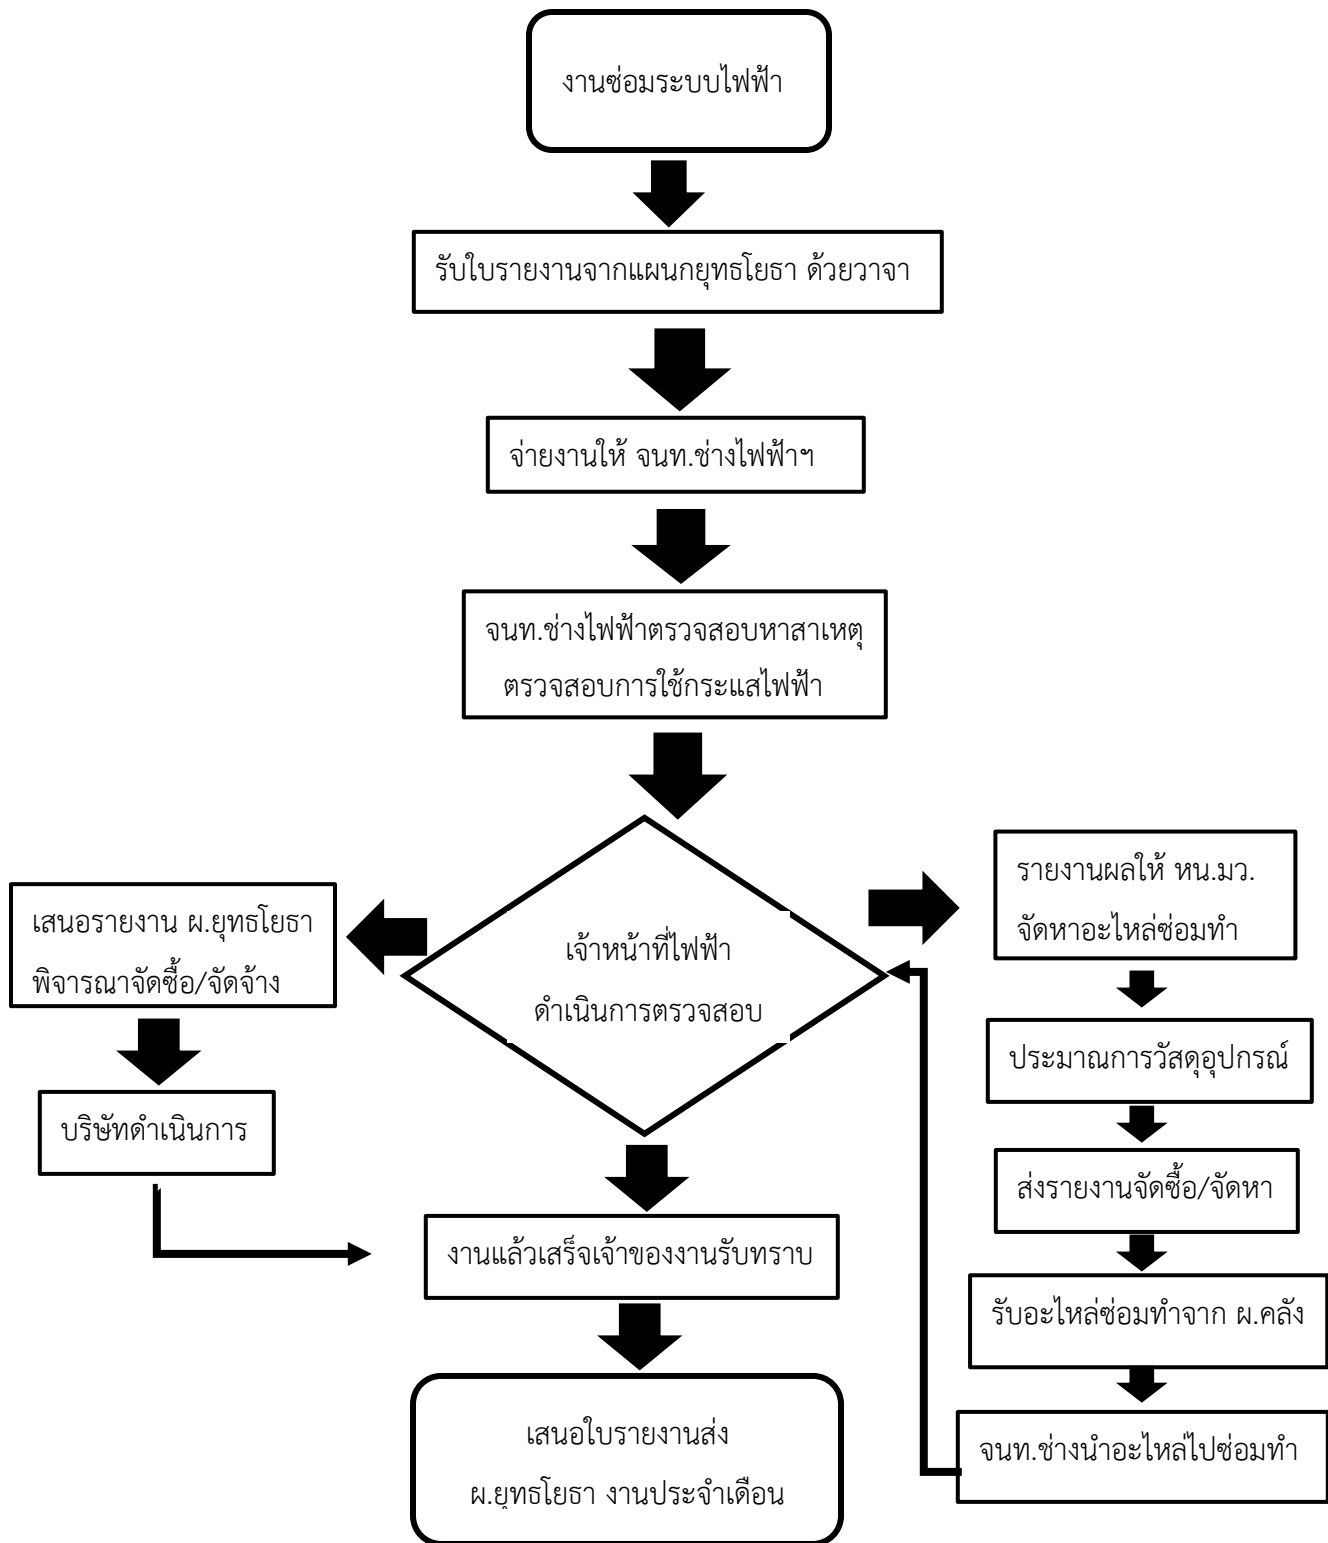 งานซ่อมระบบไฟฟ้า
รับใบรายงานจากแผนกยุทธโยธา ด้วยวาจา
จ่ายงานให้ จนท.ช่างไฟฟ้าฯ
จนท.ช่างไฟฟ้าตรวจสอบหาสาเหตุ
ตรวจสอบการใช้กระแสไฟฟ้า
เจ้าหน้าที่ไฟฟ้า
ดำเนินการตรวจสอบ
เสนอรายงาน ผ.ยุทธโยธา
พิจารณาจัดซื้อ/จัดจ้าง
บริษัทดำเนินการ
รายงานผลให้ หน.มว.
จัดหาอะไหล่ซ่อมทำ
ประมาณการวัสดุอุปกรณ์
ส่งรายงานจัดซื้อ/จัดหา
รับอะไหล่ซ่อมทำจาก ผ.คลัง
จนท.ช่างนำอะไหล่ไปซ่อมทำ
งานแล้วเสร็จเจ้าของงานรับทราบ
เสนอใบรายงานส่ง
ผ.ยุทธโยธา งานประจำเดือน